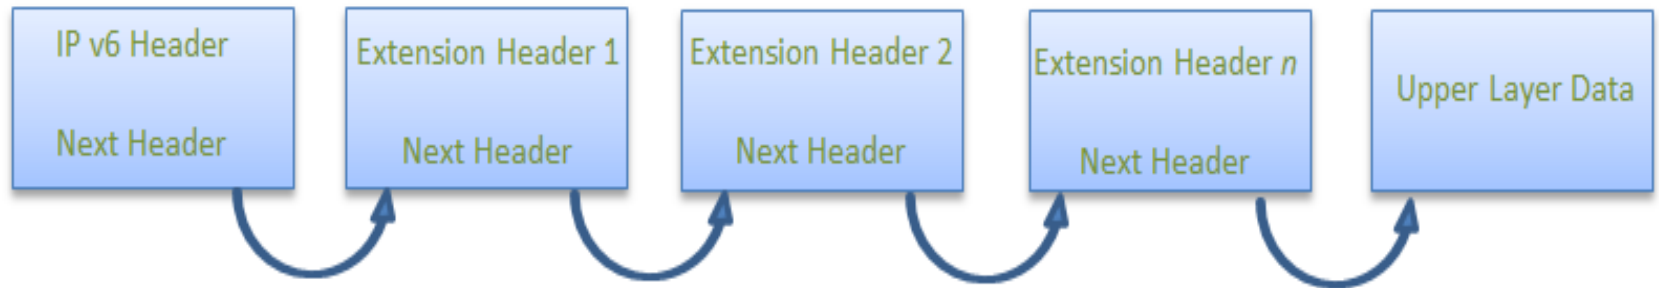 IP v6 Header
Next Header
Extension Header 1
Next Header
Extension Header 2
Next Header
Extension Header n
Next Header
Upper Layer Data